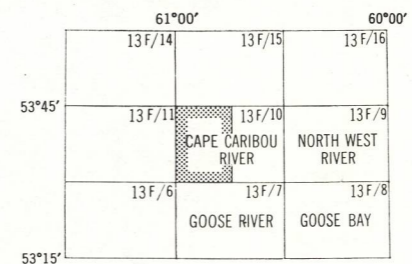 61°00′ 60°00′
13 F/14 13 F/15 13 F/16
53°45′
13 F/11 13 F/10 13 F/9
CAPE CARIBOU NORTH WEST
RIVER RIVER
13 F/6 13 F/7 13 F/8
GOOSE RIVER GOOSE BAY
53°15′